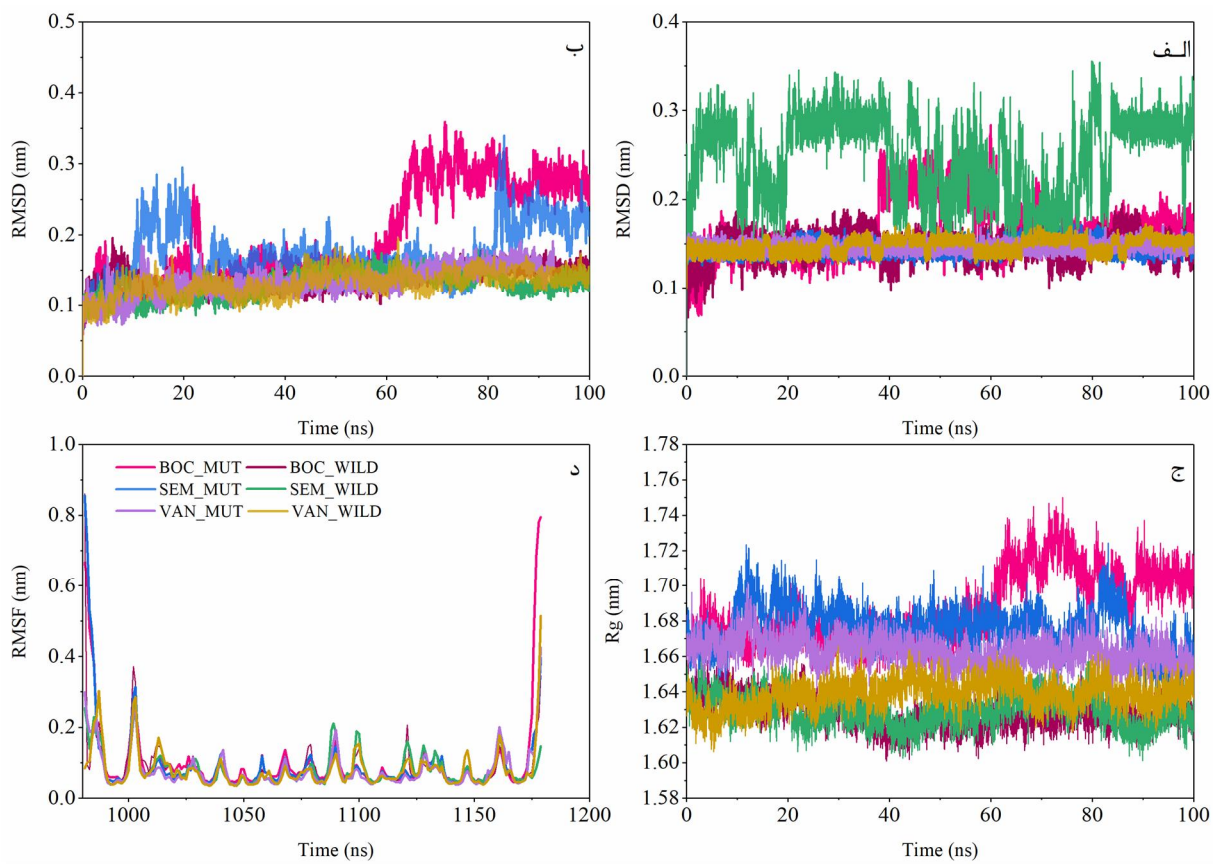 0.5
0.4
0.3
0.2
0.1
0.0
RMSD (nm)
ب
0 20 40 60 80 100
Time (ns)
0.4
0.3
0.2
0.1
0.0
RMSD (nm)
الـف
0 20 40 60 80 100
Time (ns)
1.0
0.8
0.6
0.4
0.2
0.0
RMSF (nm)
BOC_MUT BOC_WILD
SEM_MUT SEM_WILD
VAN_MUT VAN_WILD
د
1000 1050 1100 1150 1200
Time (ns)
1.78
1.76
1.74
1.72
1.70
1.68
1.66
1.64
1.62
1.60
1.58
Rg (nm)
ج
0 20 40 60 80 100
Time (ns)